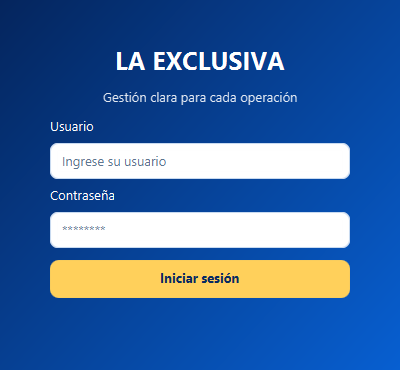 LA EXCLUSIVA
Gestión clara para cada operación
Usuario
Ingrese su usuario
Contraseña
********
Iniciar sesión